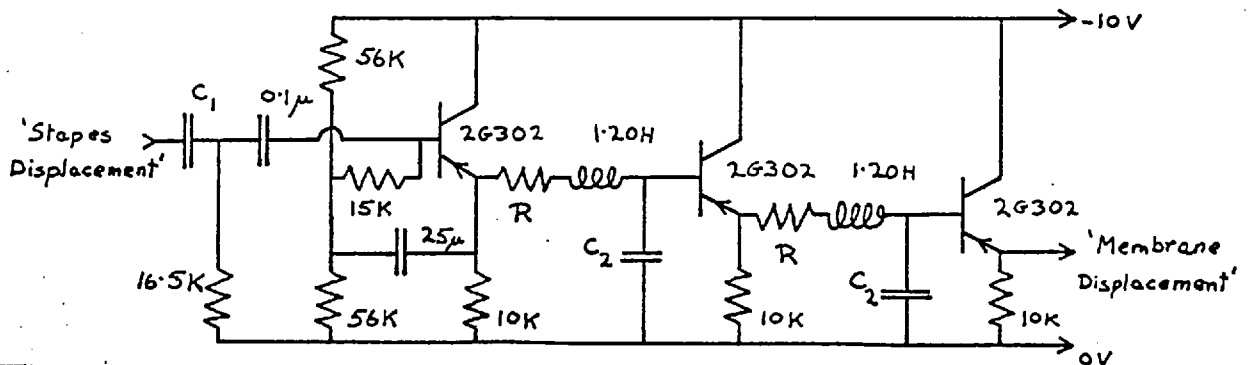 -10V
56K
C1
0.1μ
'Stapes
Displacement'
2G302
1.20H
2G302
1.20H
2G302
15K
R
25μ
R
C2
C2
'Membrane
Displacement'
16.5K
56K
10K
10K
10K
0V